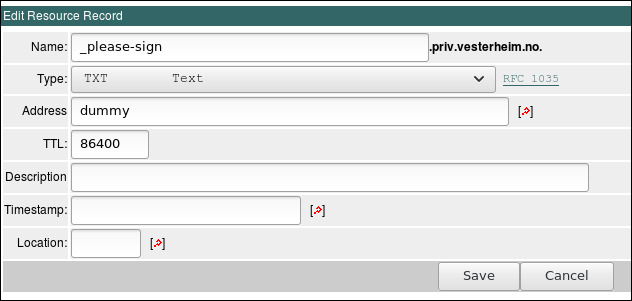 Edit Resource Record
Name: _please-sign .priv.vesterheim.no.
Type: TXT Text RFC 1035
Address dummy []
TTL: 86400
Description
Timestamp: []
Location: []
Save Cancel